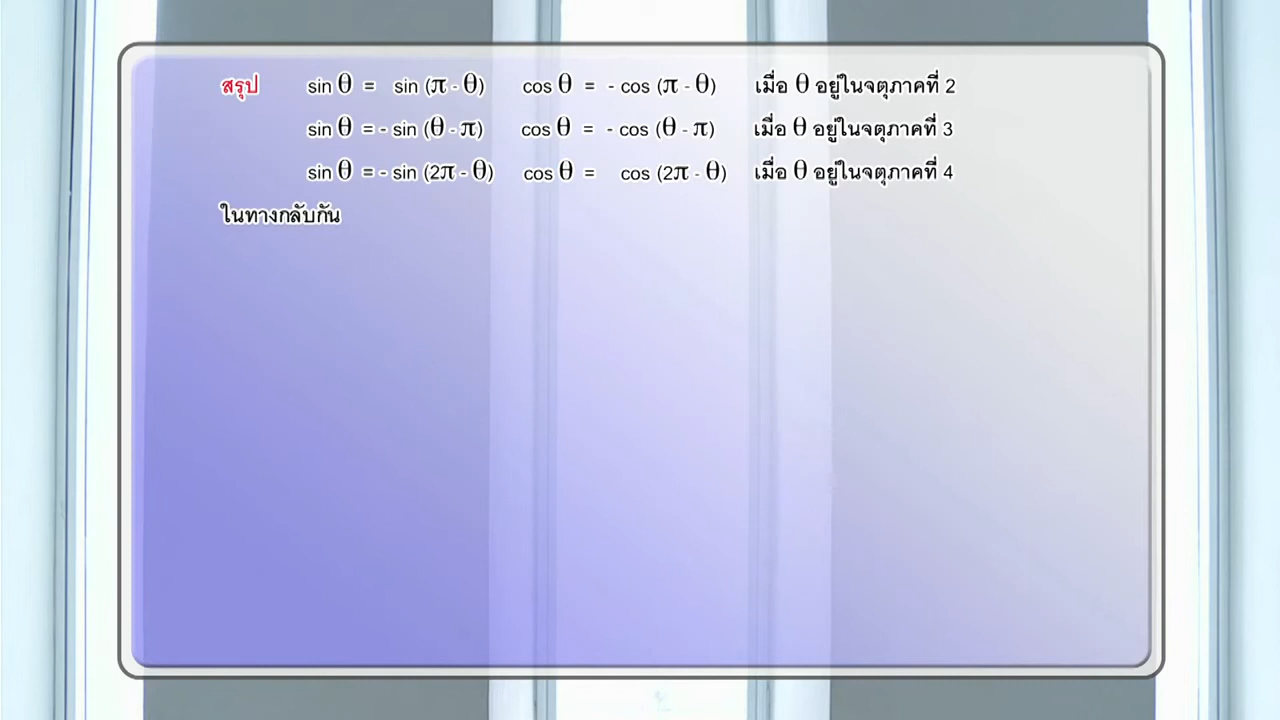 สรุป sin θ = sin (π - θ) cos θ = - cos (π - θ) เมื่อ θ อยู่ในจตุภาคที่ 2
sin θ = - sin (θ - π) cos θ = - cos (θ - π) เมื่อ θ อยู่ในจตุภาคที่ 3
sin θ = - sin (2π - θ) cos θ = cos (2π - θ) เมื่อ θ อยู่ในจตุภาคที่ 4
ในทางกลับกัน